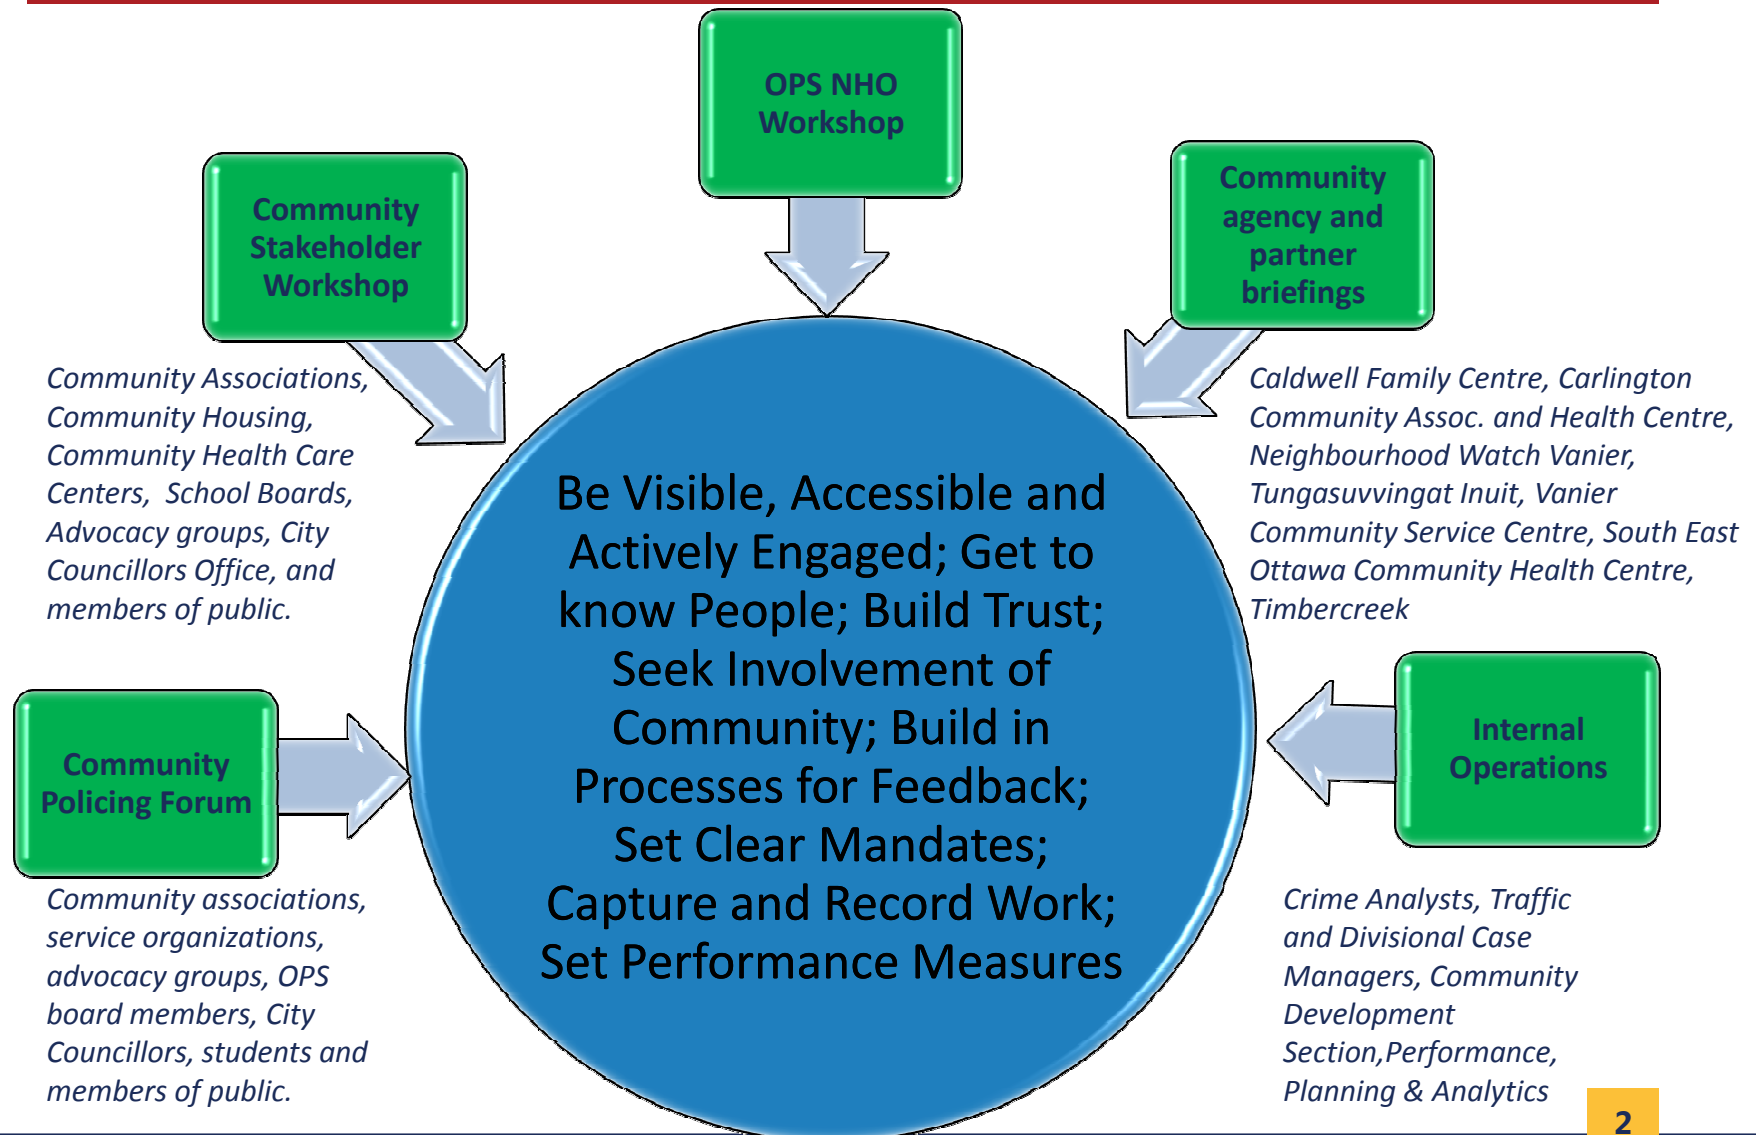 OPS NHO
Workshop
Community
Stakeholder
Workshop
Community
agency and
partner
briefings
Community Associations,
Community Housing,
Community Health Care
Centers,  School Boards,
Advocacy groups, City
Councillors Office, and
members of public.
Caldwell Family Centre, Carlington
Community Assoc. and Health Centre,
Neighbourhood Watch Vanier,
Tungasuvvingat Inuit, Vanier
Community Service Centre, South East
Ottawa Community Health Centre,
Timbercreek
Be Visible, Accessible and
Actively Engaged; Get to
know People; Build Trust;
Seek Involvement of
Community; Build in
Processes for Feedback;
Set Clear Mandates;
Capture and Record Work;
Set Performance Measures
Community
Policing Forum
Internal
Operations
Community associations,
service organizations,
advocacy groups, OPS
board members, City
Councillors, students and
members of public.
Crime Analysts, Traffic
and Divisional Case
Managers, Community
Development
Section,Performance,
Planning & Analytics
2